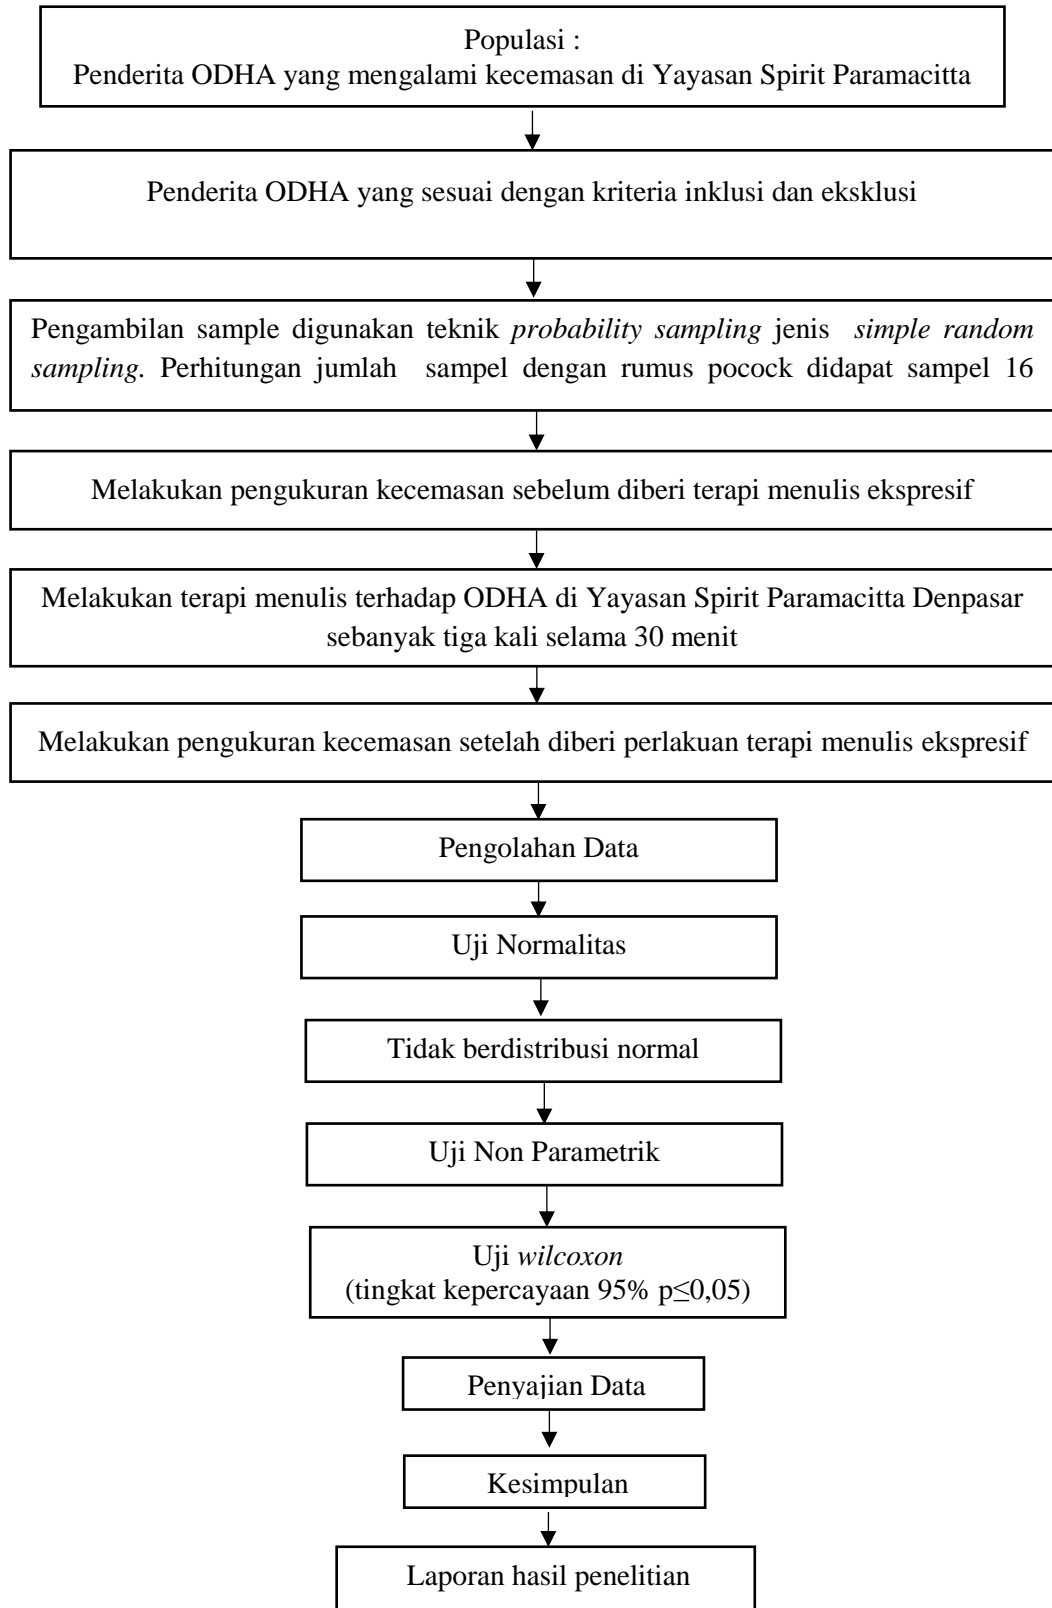 Populasi :
Penderita ODHA yang mengalami kecemasan di Yayasan Spirit Paramacitta
Penderita ODHA yang sesuai dengan kriteria inklusi dan eksklusi
Pengambilan sample digunakan teknik probability sampling jenis simple random
sampling. Perhitungan jumlah sampel dengan rumus pocock didapat sampel 16
Melakukan pengukuran kecemasan sebelum diberi terapi menulis ekspresif
Melakukan terapi menulis terhadap ODHA di Yayasan Spirit Paramacitta Denpasar
sebanyak tiga kali selama 30 menit
Melakukan pengukuran kecemasan setelah diberi perlakuan terapi menulis ekspresif
Pengolahan Data
Uji Normalitas
Tidak berdistribusi normal
Uji Non Parametrik
Uji wilcoxon
(tingkat kepercayaan 95% p≤0,05)
Penyajian Data
Kesimpulan
Laporan hasil penelitian